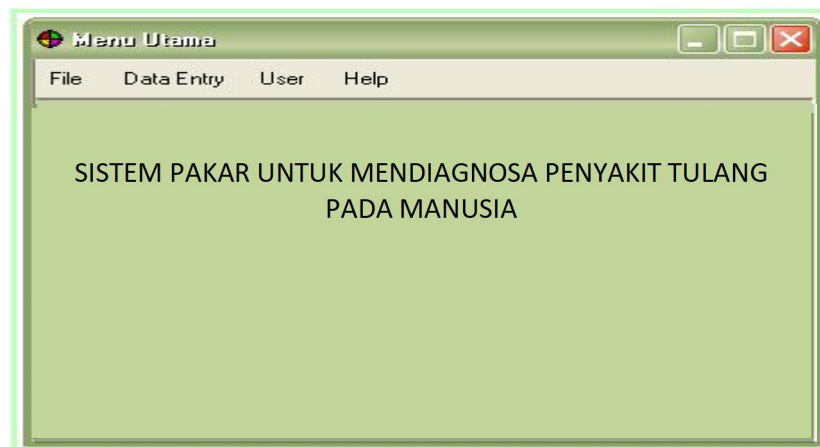 Menu Utama
File Data Entry User Help
SISTEM PAKAR UNTUK MENDIAGNOSA PENYAKIT TULANG
PADA MANUSIA